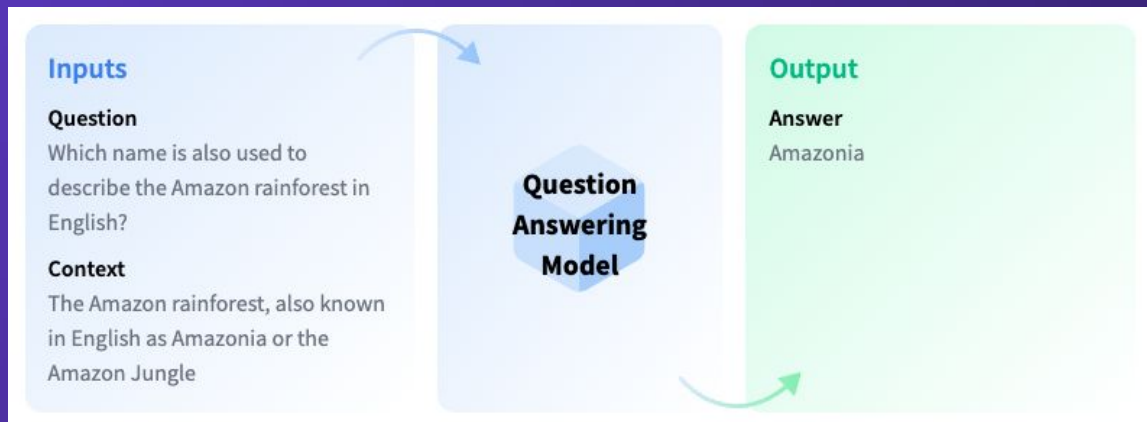 Inputs
Question
Which name is also used to
describe the Amazon rainforest in
English?
Context
The Amazon rainforest, also known
in English as Amazonia or the
Amazon Jungle
Question
Answering
Model
Output
Answer
Amazonia